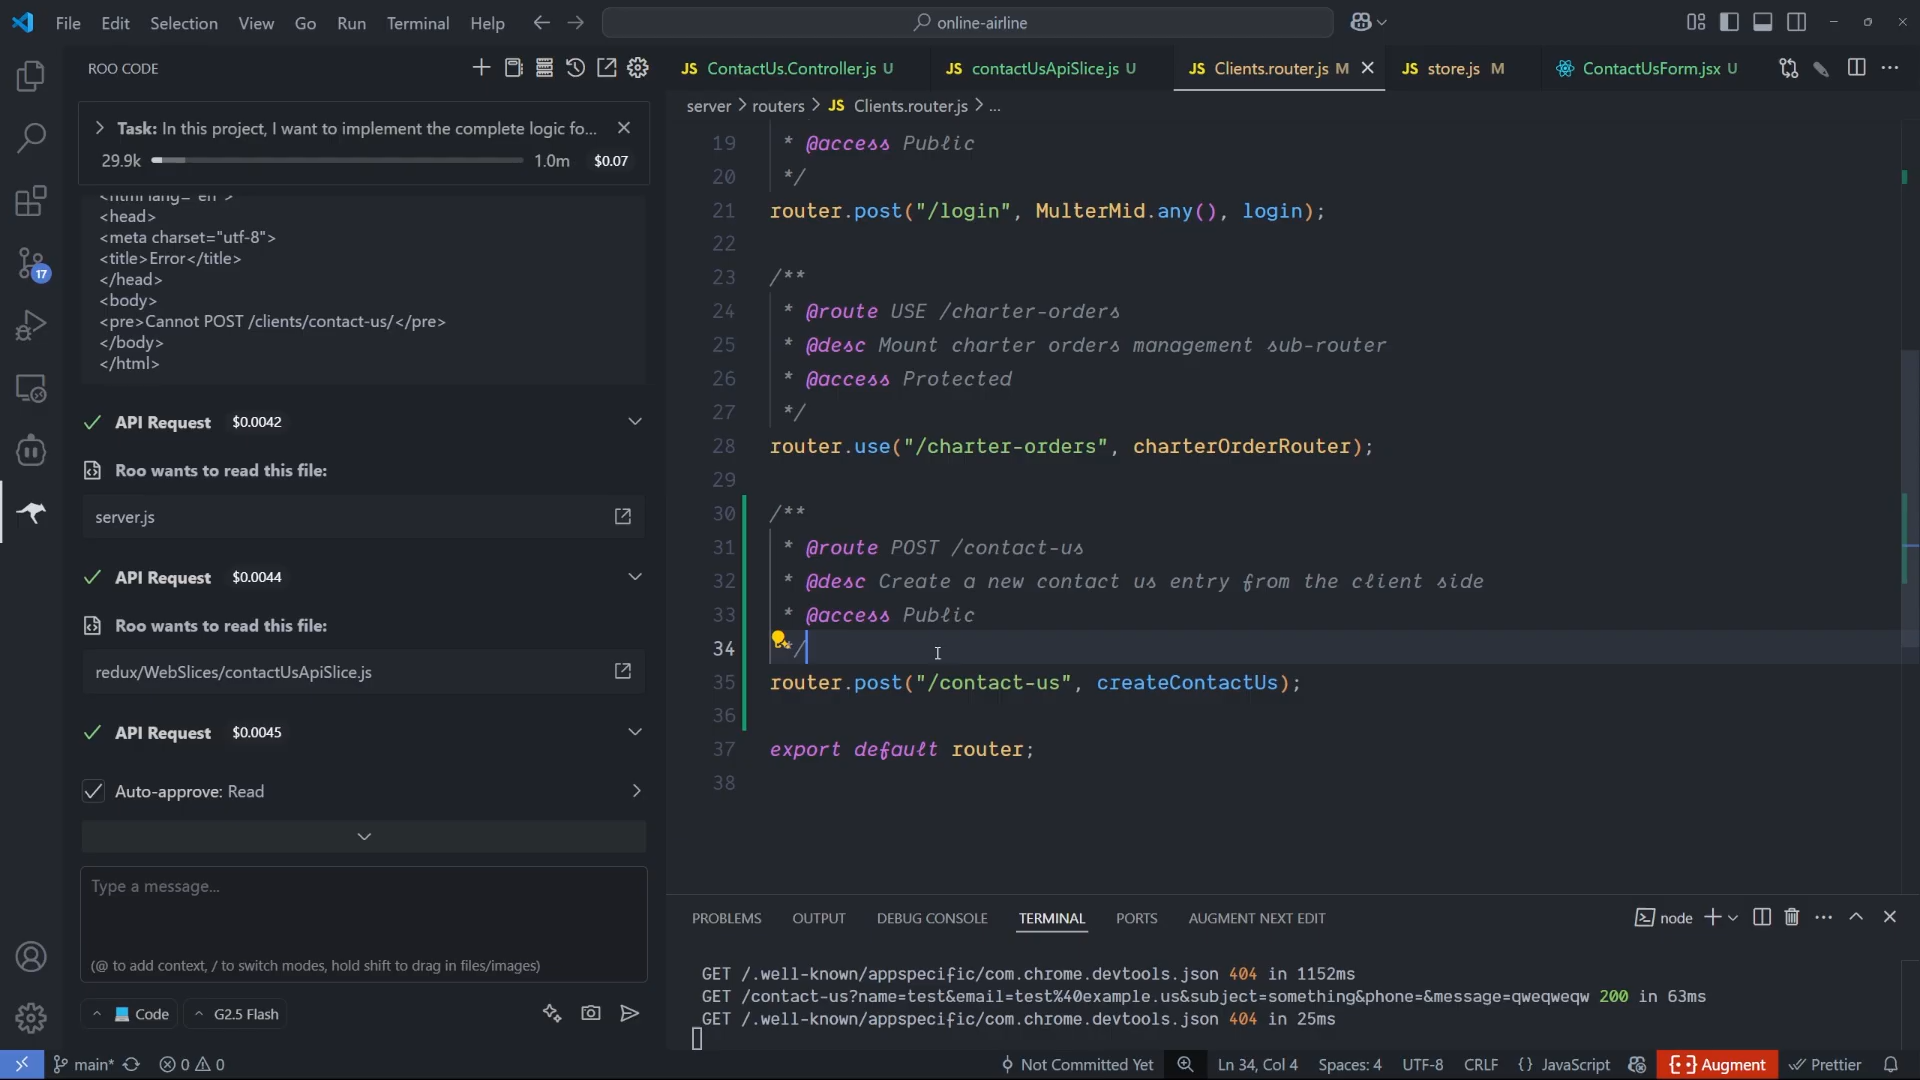 File Edit Selection View Go Run Terminal Help
online-airline
ROO CODE
Task: In this project, I want to implement the complete logic fo...
29.9k 1.0m $0.07
<html lang="en">
<head>
<meta charset="utf-8">
<title>Error</title>
</head>
<body>
<pre>Cannot POST /clients/contact-us/</pre>
</body>
</html>
API Request $0.0042
Roo wants to read this file:
server.js
API Request $0.0044
Roo wants to read this file:
redux/WebSlices/contactUsApiSlice.js
API Request $0.0045
Auto-approve: Read
Type a message...
(@ to add context, / to switch modes, hold shift to drag in files/images)
Code G2.5 Flash
JS ContactUs.Controller.js U
JS contactUsApiSlice.js U
JS Clients.router.js M
JS store.js M
ContactUsForm.jsx U
server > routers > JS Clients.router.js > ...
19 * @access Public
20 */
21 router.post("/login", MulterMid.any(), login);
22
23 /**
24 * @route USE /charter-orders
25 * @desc Mount charter orders management sub-router
26 * @access Protected
27 */
28 router.use("/charter-orders", charterOrderRouter);
29
30 /**
31 * @route POST /contact-us
32 * @desc Create a new contact us entry from the client side
33 * @access Public
34 */
35 router.post("/contact-us", createContactUs);
36
37 export default router;
38
PROBLEMS OUTPUT DEBUG CONSOLE TERMINAL PORTS AUGMENT NEXT EDIT
node
GET /.well-known/appspecific/com.chrome.devtools.json 404 in 1152ms
GET /contact-us?name=test&email=test%40example.us&subject=something&phone=&message=qweqweqw 200 in 63ms
GET /.well-known/appspecific/com.chrome.devtools.json 404 in 25ms
17
main* 0 0 Not Committed Yet Ln 34, Col 4 Spaces: 4 UTF-8 CRLF {} JavaScript Augment Prettier